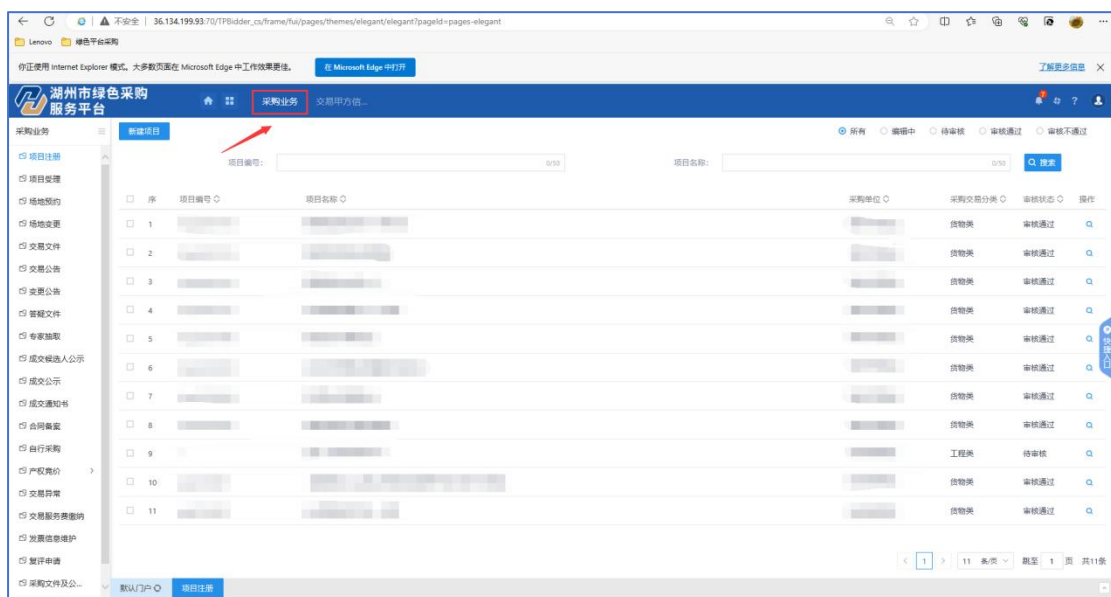 不安全 | 36.134.199.93:70/TPBidder_cs/frame/fui/pages/themes/elegant/elegant?pageId=pages-elegant
Lenovo 绿色平台采购
你正使用 Internet Explorer 模式。大多数页面在 Microsoft Edge 中工作效果更佳。 在 Microsoft Edge 中打开 了解更多信息
湖州市绿色采购
服务平台
采购业务 交易甲方信...
采购业务 新建项目 所有 编辑中 待审核 审核通过 审核不通过
项目编号: 0/50 项目名称: 0/50 搜索
序 项目编号 项目名称 采购单位 采购交易分类 审核状态 操作
1 货物类 审核通过
2 货物类 审核通过
3 货物类 审核通过
4 货物类 审核通过
5 货物类 审核通过
6 货物类 审核通过
7 货物类 审核通过
8 货物类 审核通过
9 工程类 待审核
10 货物类 审核通过
11 货物类 审核通过
项目注册
项目受理
场地预约
场地变更
交易文件
交易公告
变更公告
答疑文件
专家抽取
成交候选人公示
成交公示
成交通知书
合同备案
自行采购
产权竞价
交易异常
交易服务费缴纳
发票信息维护
复评申请
采购文件及公...
快捷入口
1 11 条/页 跳至 1 页 共11条
默认门户 项目注册